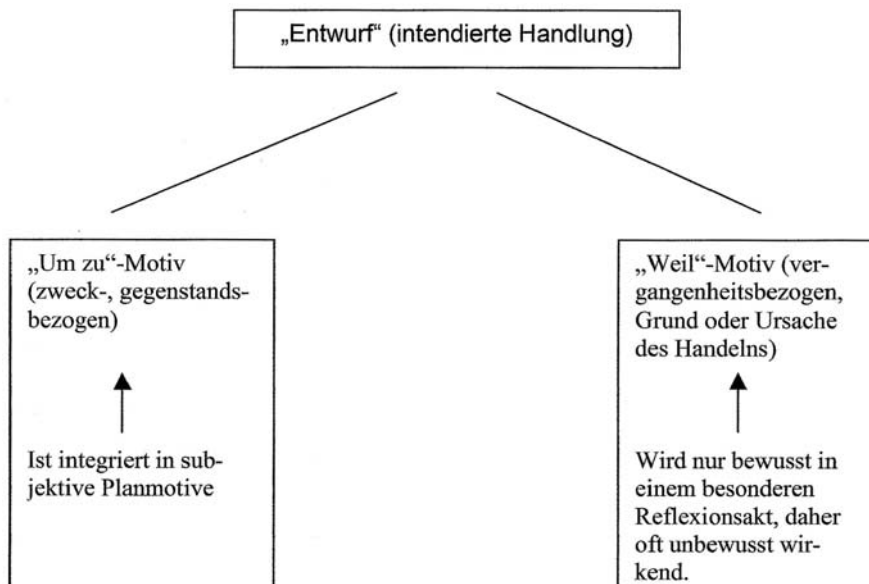 „Entwurf“ (intendierte Handlung)
„Um zu“-Motiv
(zweck-, gegenstands-
bezogen)
Ist integriert in sub-
jektive Planmotive
„Weil“-Motiv (ver-
gangenheitsbezogen,
Grund oder Ursache
des Handelns)
Wird nur bewusst in
einem besonderen
Reflexionsakt, daher
oft unbewusst wir-
kend.